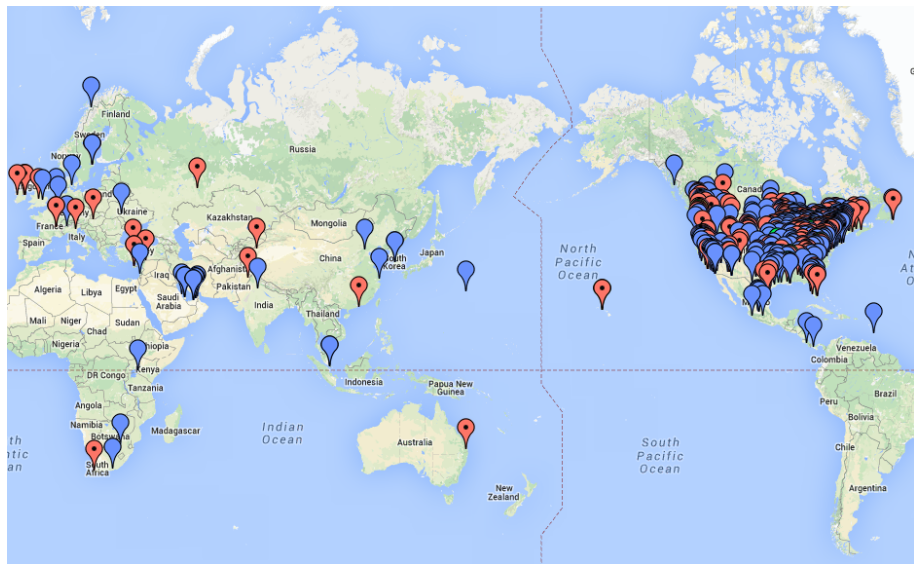 Finland
Sweden
Norway
Russia
Canada
Ukraine
France
Kazakhstan
Mongolia
Italy
Spain
North
Pacific
Ocean
China
South
Korea
Japan
Iraq
Afghanistan
Pakistan
Algeria
Libya
Egypt
Saudi
Arabia
India
Thailand
Mali
Niger
Sudan
Chad
Nigeria
Ethiopia
Venezuela
Colombia
Kenya
DR Congo
Indonesia
Papua New
Guinea
Tanzania
Brazil
Peru
Angola
Bolivia
Namibia
Botswana
Madagascar
Indian
Ocean
Australia
South
Pacific
Ocean
Chile
South
Africa
New
Zealand
Argentina